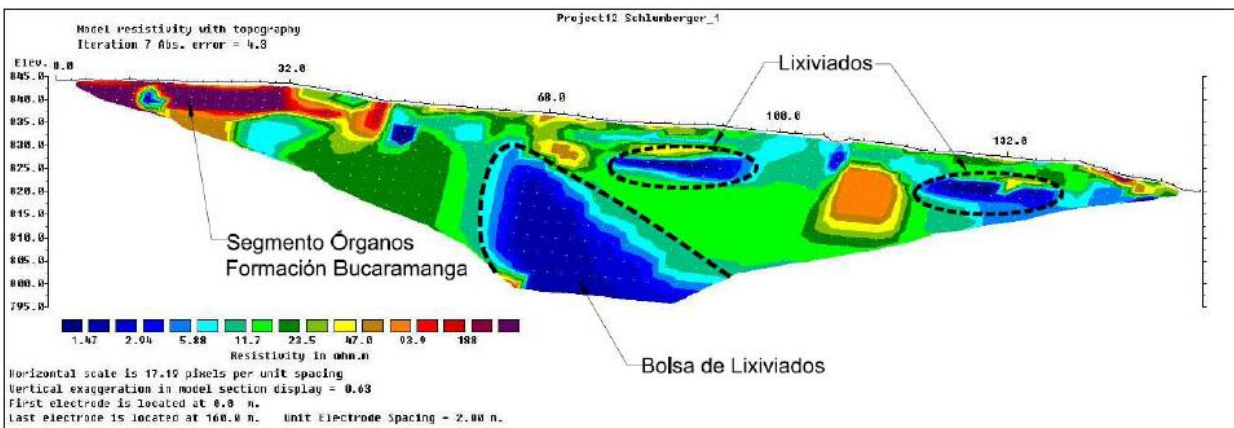 Project12 Schlumberger_1
Model resistivity with topography
Iteration 7 Abs. error = 4.8
Elev. 0.0
845.0
840.0
835.0
830.0
825.0
820.0
815.0
810.0
805.0
800.0
795.0
32.0
68.0
100.0
132.0
Lixiviados
Segmento Órganos
Formación Bucaramanga
Bolsa de Lixiviados
1.47 2.94 5.88 11.7 23.5 47.0 93.9 188
Resistivity in ohm.m
Horizontal scale is 17.19 pixels per unit spacing
Vertical exaggeration in model section display = 0.63
First electrode is located at 0.0 m.
Last electrode is located at 160.0 m. Unit Electrode Spacing = 2.00 m.